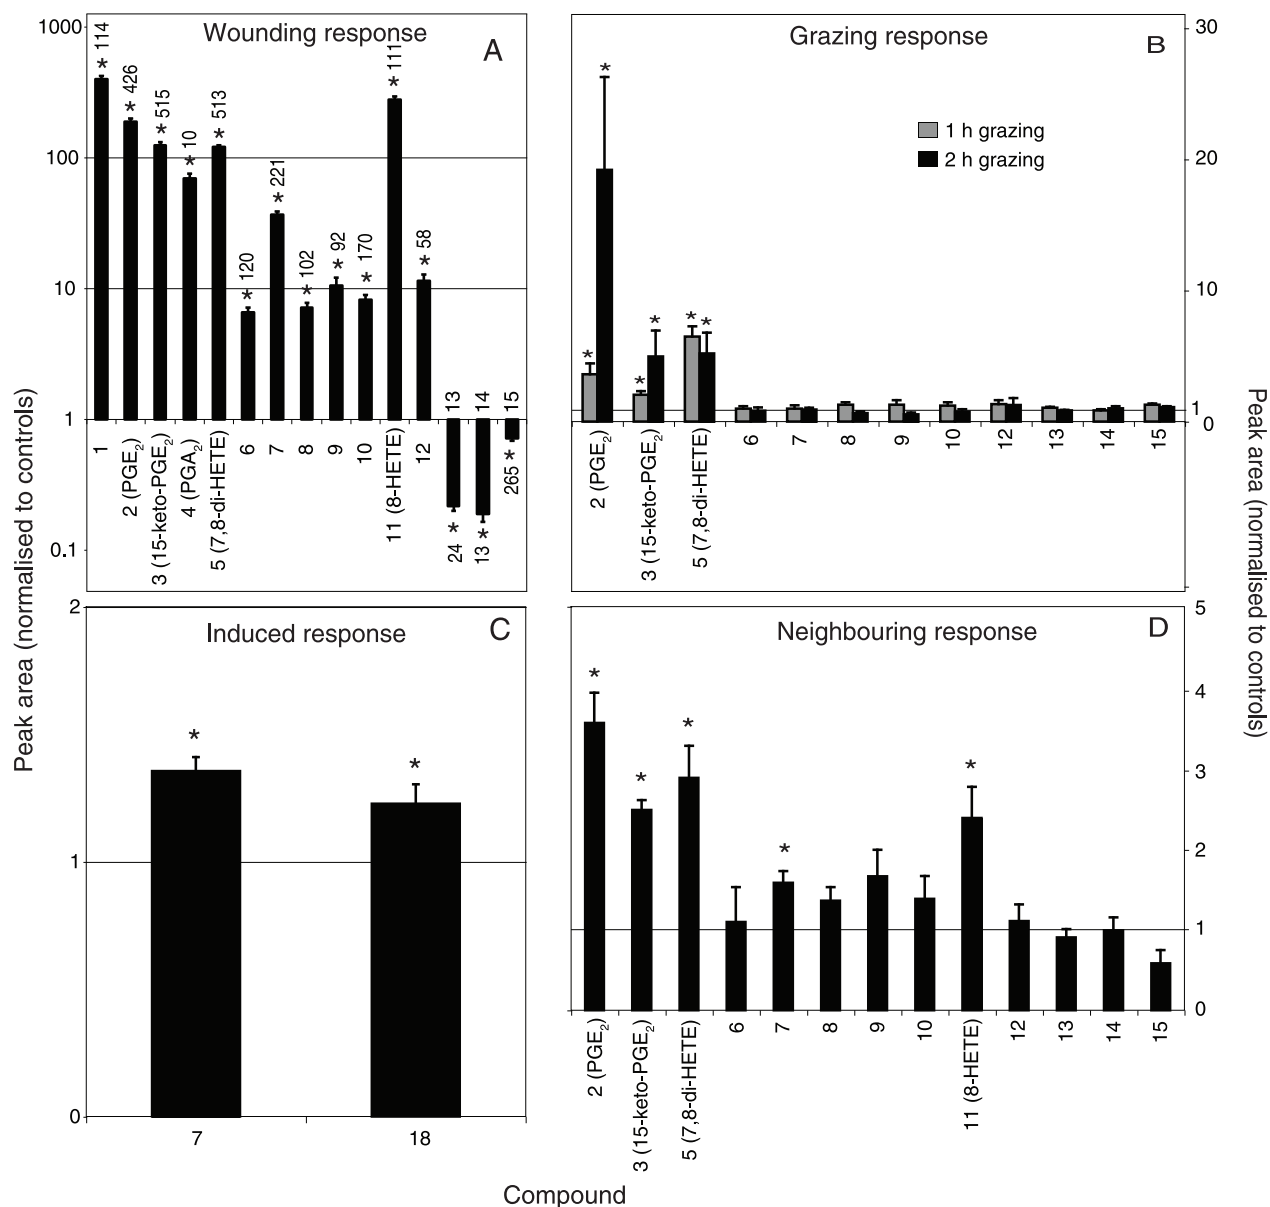 Wounding response
A
1000
100
10
1
0.1
* 114
* 426
* 515
* 10
* 513
* 120
* 221
* 102
* 92
* 170
* 111
* 58
13
14
15
24 *
13 *
265 *
1
2 (PGE2)
3 (15-keto-PGE2)
4 (PGA2)
5 (7,8-di-HETE)
6
7
8
9
10
11 (8-HETE)
12
Grazing response
B
1 h grazing
2 h grazing
30
20
10
1
0
* * * * * *
2 (PGE2)
3 (15-keto-PGE2)
5 (7,8-di-HETE)
6
7
8
9
10
12
13
14
15
Peak area (normalised to controls)
Peak area (normalised to controls)
Induced response
C
2
1
0
* *
7
18
Neighbouring response
D
5
4
3
2
1
0
* * * * *
2 (PGE2)
3 (15-keto-PGE2)
5 (7,8-di-HETE)
6
7
8
9
10
11 (8-HETE)
12
13
14
15
Compound